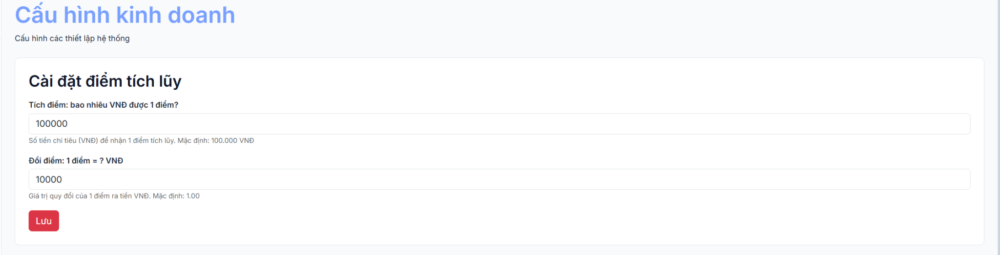 Cấu hình kinh doanh
Cấu hình các thiết lập hệ thống
Cài đặt điểm tích lũy
Tích điểm: bao nhiêu VNĐ được 1 điểm?
100000
Số tiền chi tiêu (VNĐ) để nhận 1 điểm tích lũy. Mặc định: 100.000 VNĐ
Đổi điểm: 1 điểm = ? VNĐ
10000
Giá trị quy đổi của 1 điểm ra tiền VNĐ. Mặc định: 1.00
Lưu